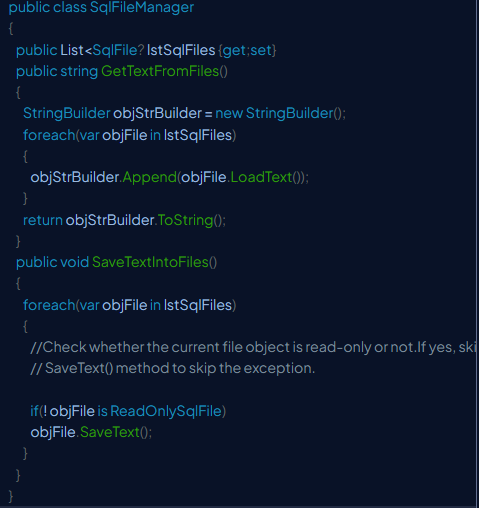 public class SqlFileManager
{
public List<SqlFile? lstSqlFiles {get;set}
public string GetTextFromFiles()
{
StringBuilder objStrBuilder = new StringBuilder();
foreach(var objFile in lstSqlFiles)
{
objStrBuilder.Append(objFile.LoadText());
}
return objStrBuilder.ToString();
}
public void SaveTextIntoFiles()
{
foreach(var objFile in lstSqlFiles)
{
//Check whether the current file object is read-only or not.If yes, ski
// SaveText() method to skip the exception.
if(! objFile is ReadOnlySqlFile)
objFile.SaveText();
}
}
}